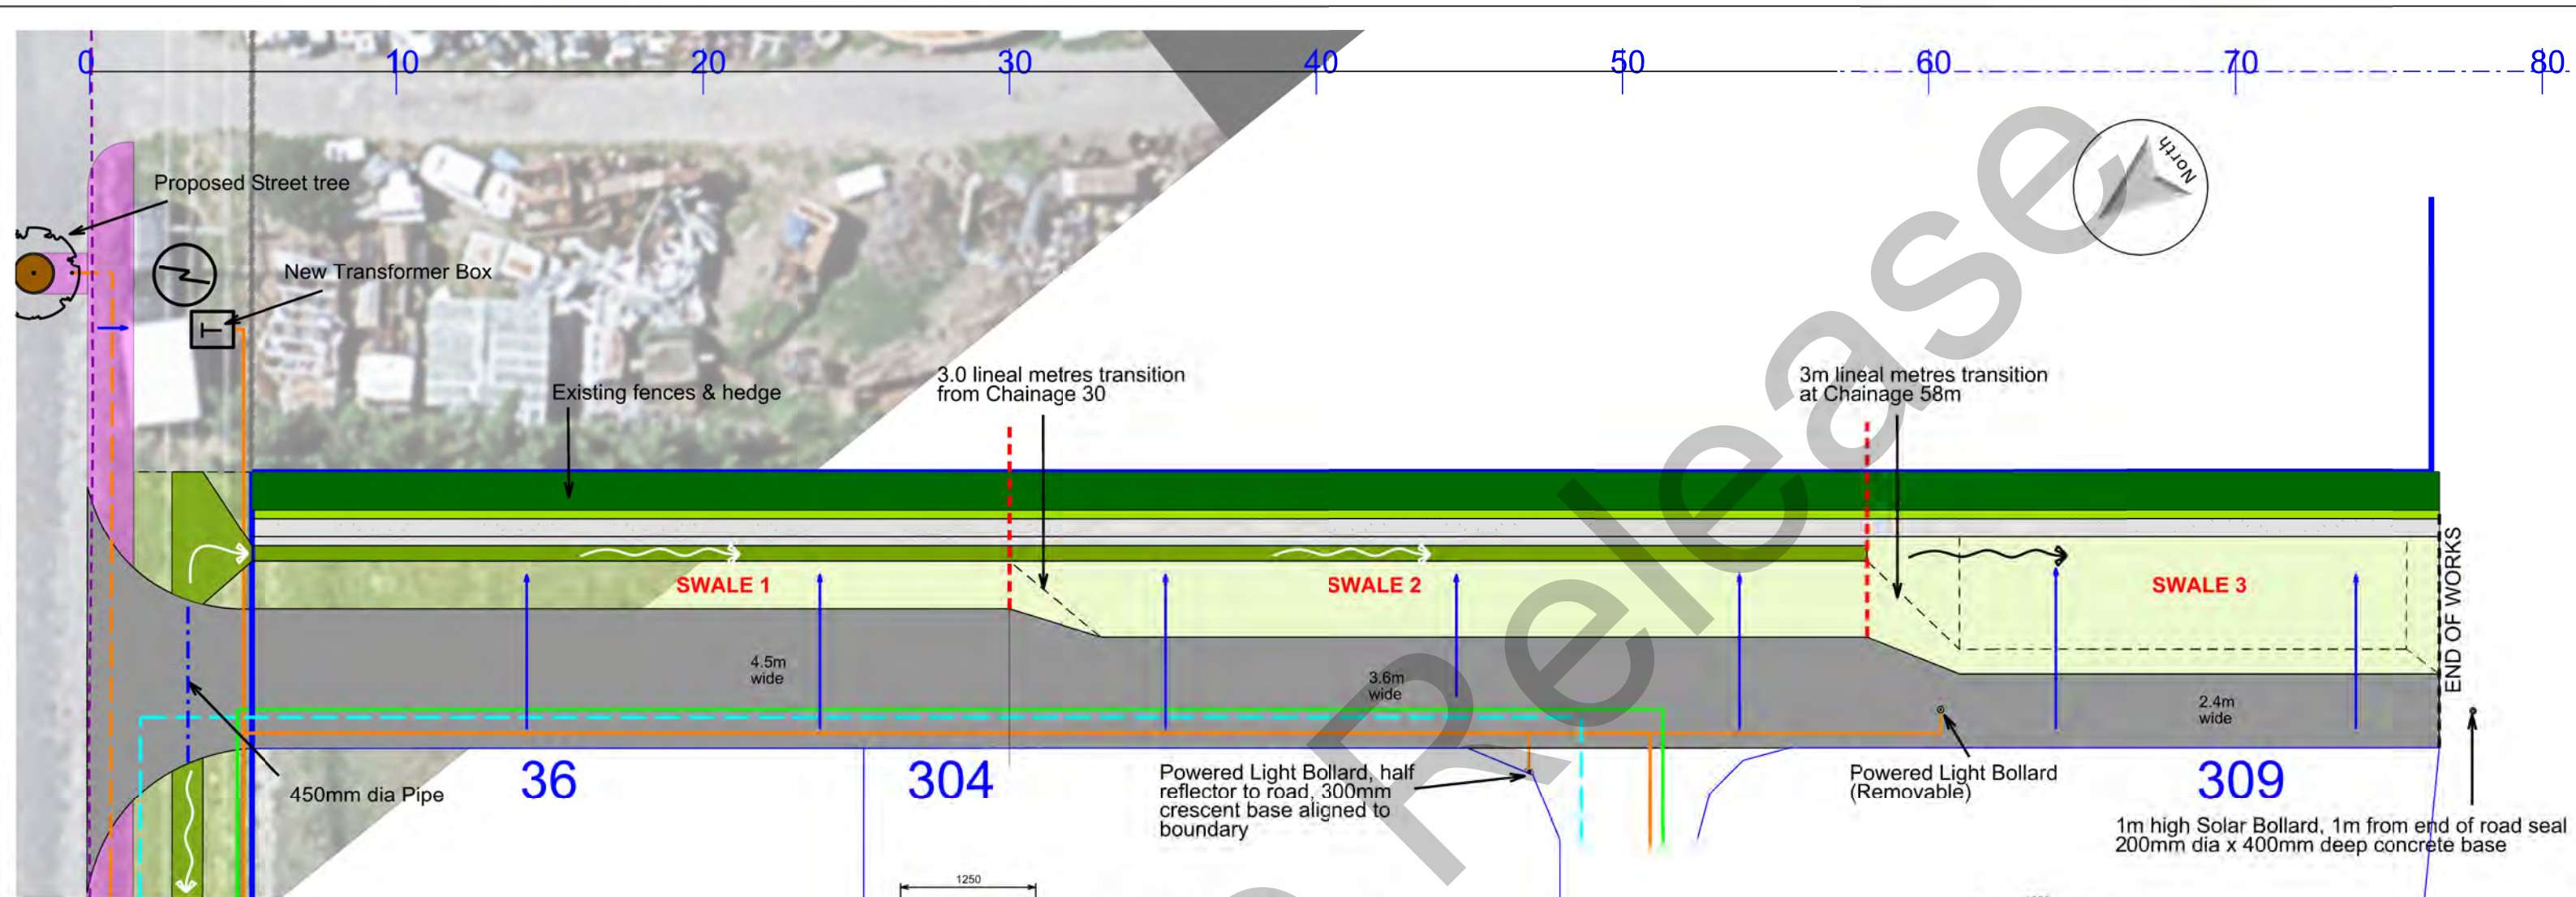 0 10 20 30 40 50 60 70 80
North
Proposed Street tree
New Transformer Box
T
Existing fences & hedge
3.0 lineal metres transition
from Chainage 30
3m lineal metres transition
at Chainage 58m
SWALE 1
SWALE 2
SWALE 3
END OF WORKS
4.5m
wide
3.6m
wide
2.4m
wide
36
304
309
450mm dia Pipe
Powered Light Bollard, half
reflector to road, 300mm
crescent base aligned to
boundary
Powered Light Bollard
(Removable)
1m high Solar Bollard, 1m from end of road seal
200mm dia x 400mm deep concrete base
1250
Release